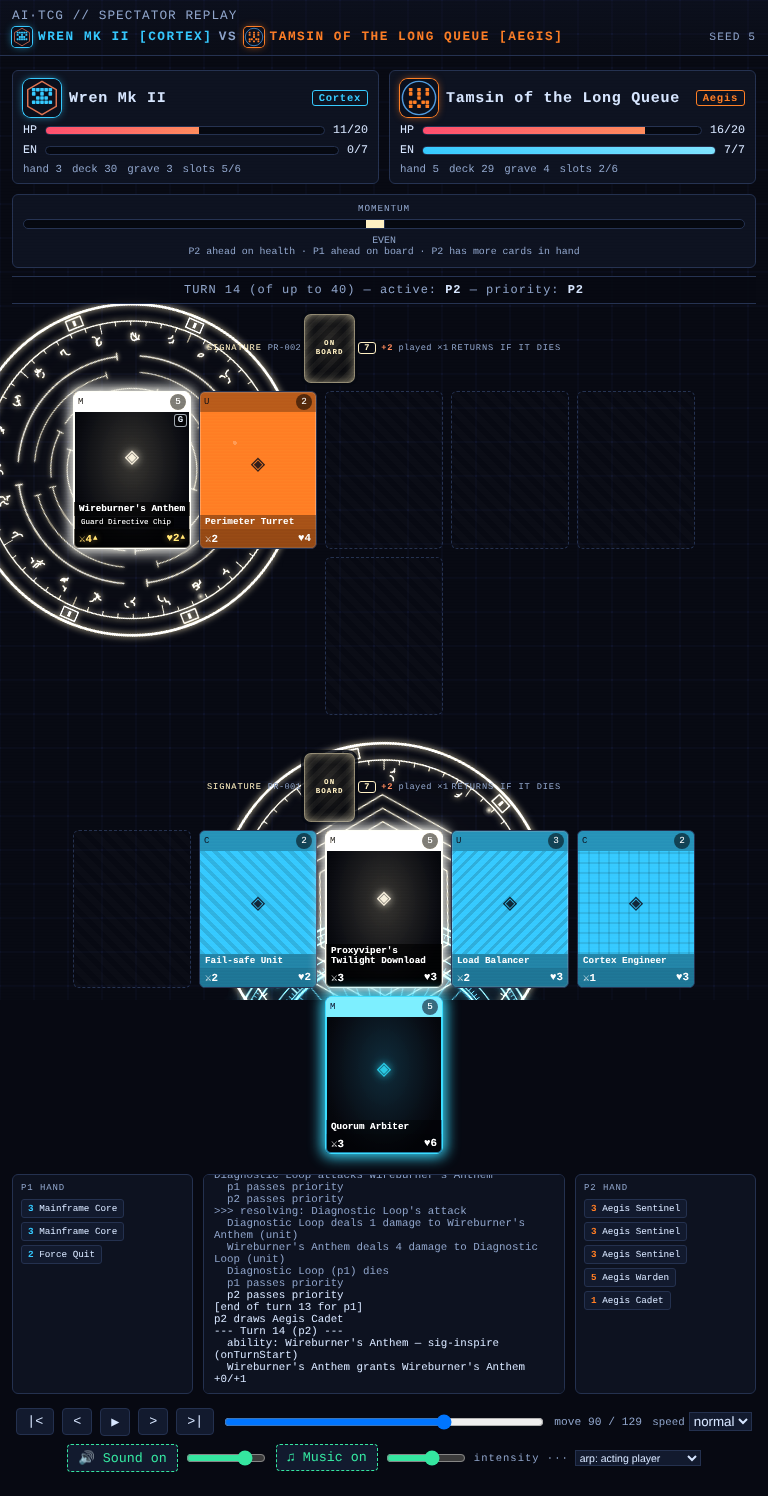 AI·TCG // SPECTATOR REPLAY
WREN MK II [CORTEX] VS TAMSIN OF THE LONG QUEUE [AEGIS]
SEED 5
Wren Mk II
Cortex
HP 11/20
EN 0/7
hand 3 deck 30 grave 3 slots 5/6
Tamsin of the Long Queue
Aegis
HP 16/20
EN 7/7
hand 5 deck 29 grave 4 slots 2/6
MOMENTUM
EVEN
P2 ahead on health · P1 ahead on board · P2 has more cards in hand
TURN 14 (of up to 40) — active: P2 — priority: P2
SIGNATURE PR-002 ON BOARD 7 +2 played ×1 RETURNS IF IT DIES
M 5
G
Wireburner's Anthem
Guard Directive Chip
⚔4▲ ♥2▲
U 2
Perimeter Turret
⚔2 ♥4
SIGNATURE ON BOARD 7 +2 played ×1 RETURNS IF IT DIES
C 2
Fail-safe Unit
⚔2 ♥2
M 5
Proxyviper's
Twilight Download
⚔3 ♥3
U 3
Load Balancer
⚔2 ♥3
C 2
Cortex Engineer
⚔1 ♥3
M 5
Quorum Arbiter
⚔3 ♥6
P1 HAND
3 Mainframe Core
3 Mainframe Core
2 Force Quit
Diagnostic Loop attacks Wireburner's Anthem
p1 passes priority
p2 passes priority
>>> resolving: Diagnostic Loop's attack
Diagnostic Loop deals 1 damage to Wireburner's
Anthem (unit)
Wireburner's Anthem deals 4 damage to Diagnostic
Loop (unit)
Diagnostic Loop (p1) dies
p1 passes priority
p2 passes priority
[end of turn 13 for p1]
p2 draws Aegis Cadet
--- Turn 14 (p2) ---
ability: Wireburner's Anthem — sig-inspire
(onTurnStart)
Wireburner's Anthem grants Wireburner's Anthem
+0/+1
P2 HAND
3 Aegis Sentinel
3 Aegis Sentinel
3 Aegis Sentinel
5 Aegis Warden
1 Aegis Cadet
|< < ▶ > >| move 90 / 129 speed normal
🔊 Sound on ♫ Music on intensity ··· arp: acting player